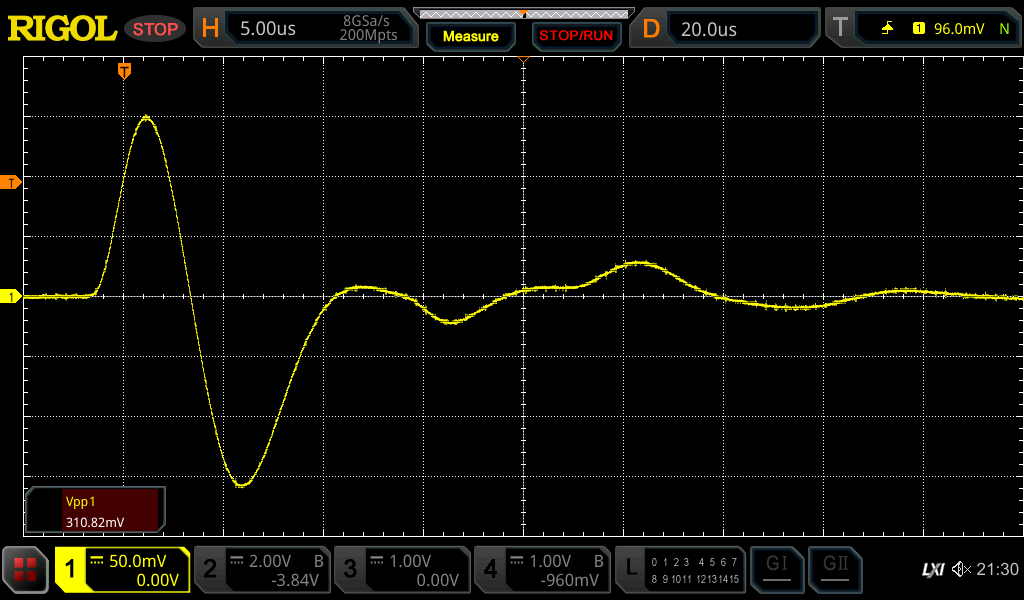 RIGOL STOP H 5.00us 8GSa/s 200Mpts Measure STOP/RUN D 20.0us T 1 96.0mV N
T
T
1
Vpp1
310.82mV
1 50.0mV 0.00V 2 2.00V B -3.84V 3 1.00V 0.00V 4 1.00V B -960mV L 0 1 2 3 4 5 6 7 8 9 10 11 12 13 14 15 GI GII LXI 21:30